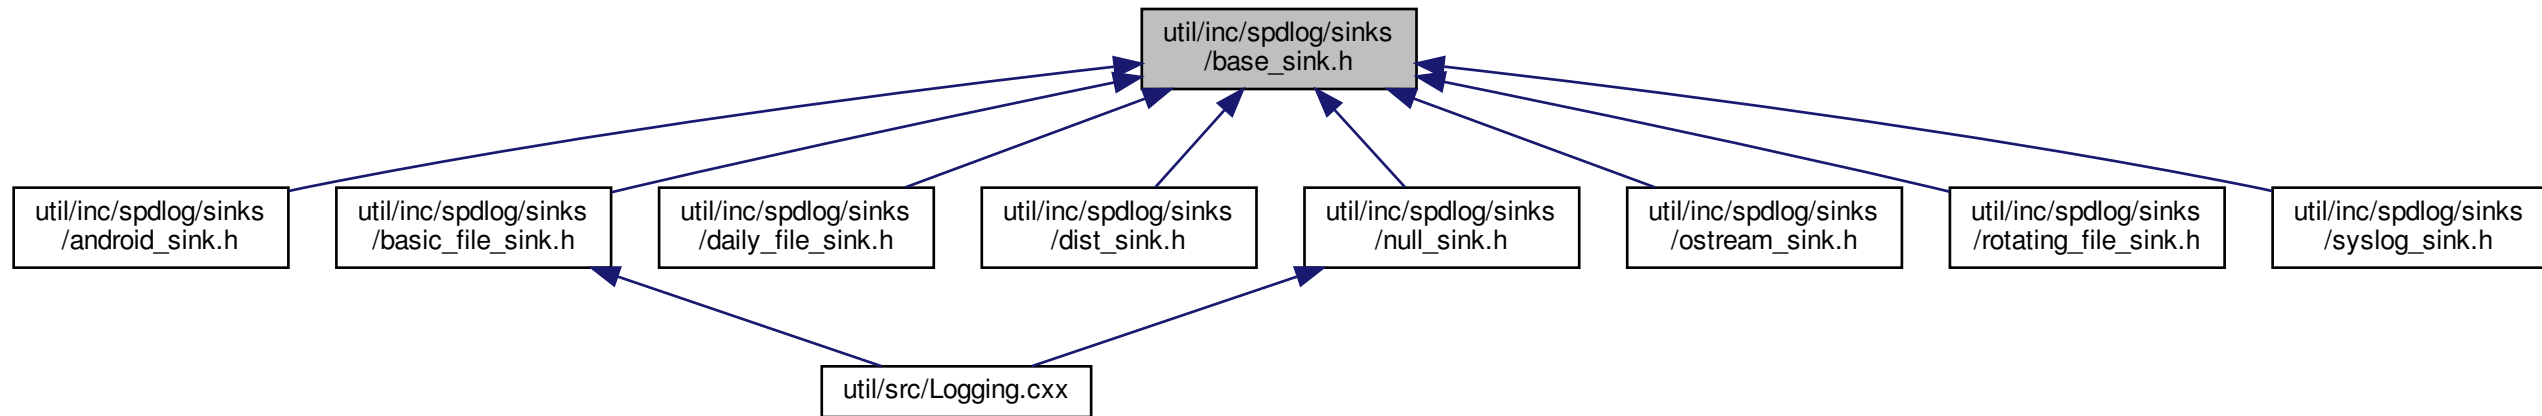 util/inc/spdlog/sinks
/base_sink.h
util/inc/spdlog/sinks
/android_sink.h
util/inc/spdlog/sinks
/basic_file_sink.h
util/inc/spdlog/sinks
/daily_file_sink.h
util/inc/spdlog/sinks
/dist_sink.h
util/inc/spdlog/sinks
/null_sink.h
util/inc/spdlog/sinks
/ostream_sink.h
util/inc/spdlog/sinks
/rotating_file_sink.h
util/inc/spdlog/sinks
/syslog_sink.h
util/src/Logging.cxx